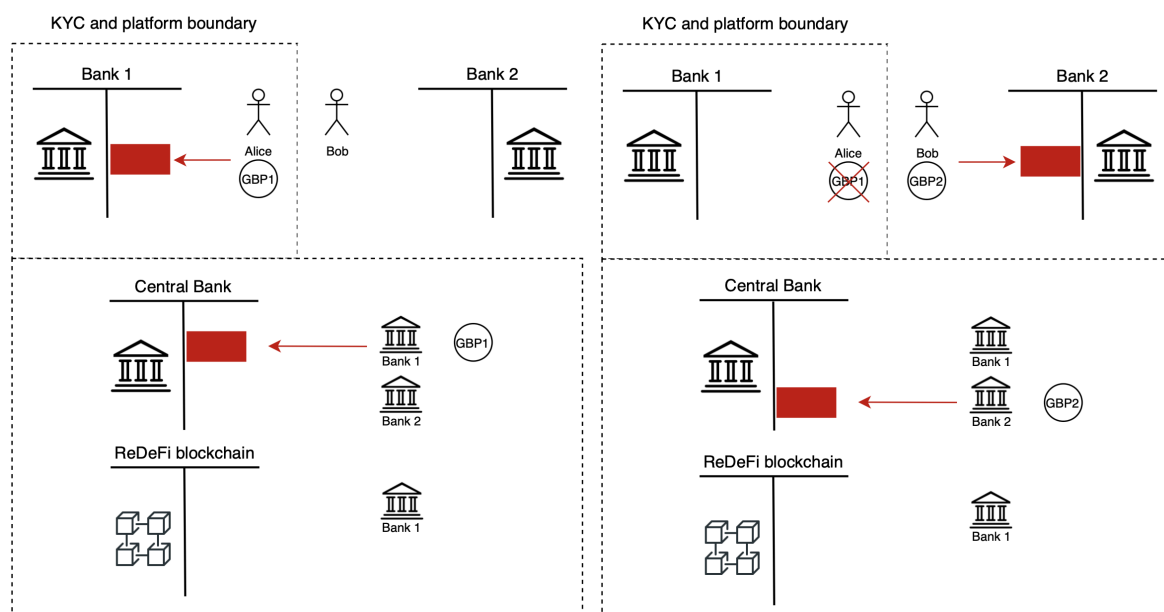 KYC and platform boundary
Bank 1
Bank 2
Alice
Bob
GBP1
Central Bank
GBP1
Bank 1
Bank 2
ReDeFi blockchain
Bank 1
KYC and platform boundary
Bank 1
Bank 2
Alice
Bob
GBP1
GBP2
Central Bank
Bank 1
Bank 2
GBP2
ReDeFi blockchain
Bank 1